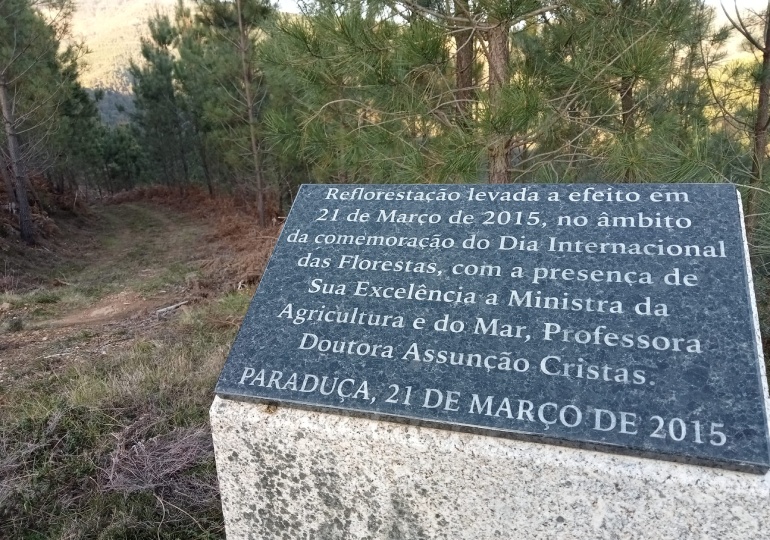 Reflorestação levada a efeito em
21 de Março de 2015, no âmbito
da comemoração do Dia Internacional
das Florestas, com a presença de
Sua Excelência a Ministra da
Agricultura e do Mar, Professora
Doutora Assunção Cristas.
PARADUÇA, 21 DE MARÇO DE 2015